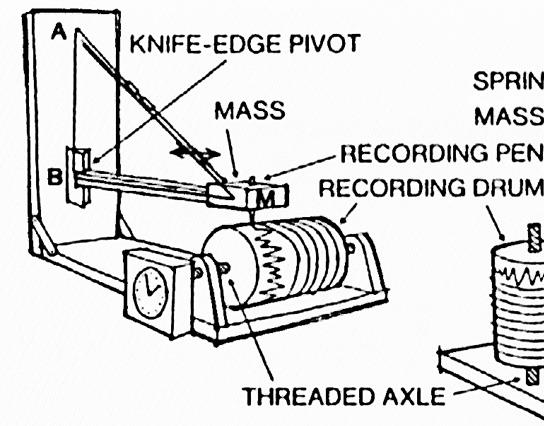 A
KNIFE-EDGE PIVOT
SPRIN
MASS
MASS
RECORDING PEN
B
M
RECORDING DRUM
THREADED AXLE